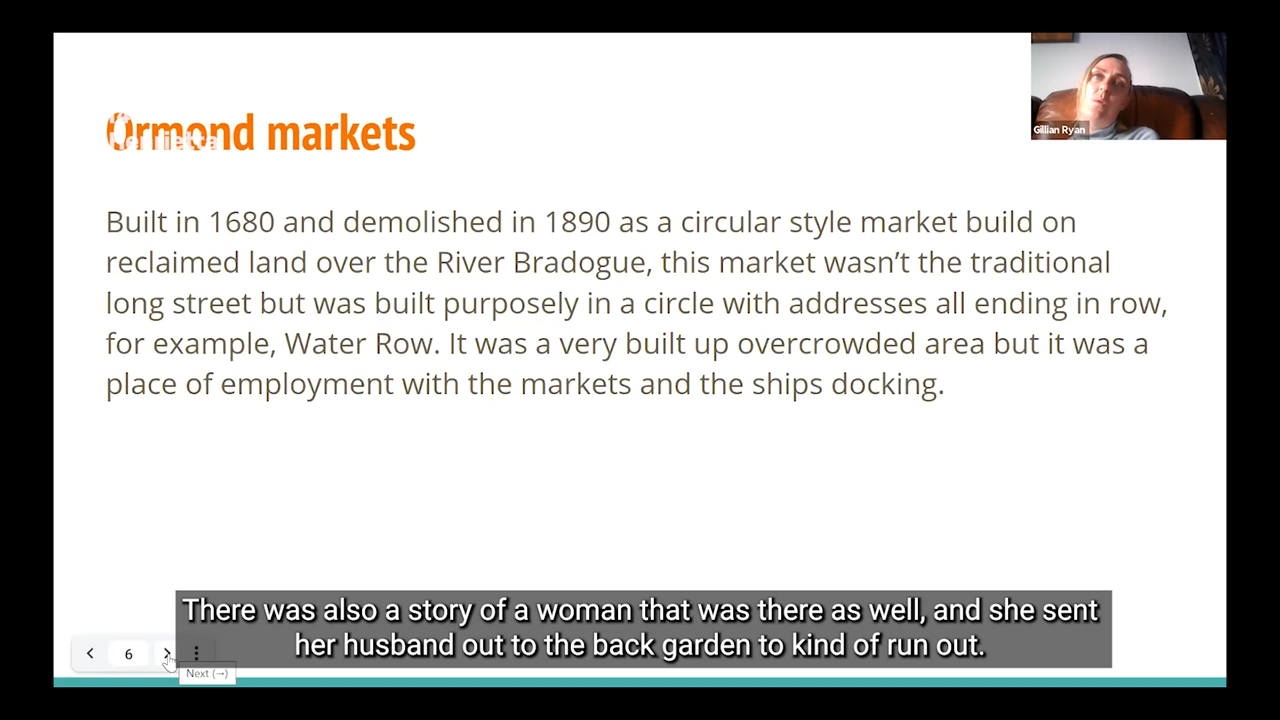 Ormond markets
Henrietta
Gillian Ryan
Built in 1680 and demolished in 1890 as a circular style market build on
reclaimed land over the River Bradogue, this market wasn’t the traditional
long street but was built purposely in a circle with addresses all ending in row,
for example, Water Row. It was a very built up overcrowded area but it was a
place of employment with the markets and the ships docking.
There was also a story of a woman that was there as well, and she sent
her husband out to the back garden to kind of run out.
6
Next (→)